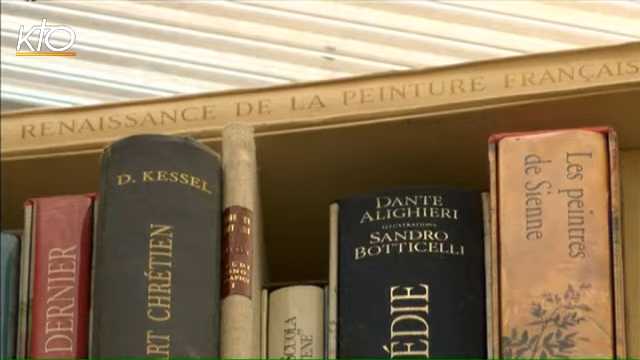 KTO
RENAISSANCE DE LA PEINTURE FRANÇAIS
DERNIER
D. KESSEL
ART CHRÉTIEN
SCUOLA
DANTE
ALIGHIERI
ILLUSTRATIONS
SANDRO
BOTTICELLI
ÉDIE
Les peintres
de Sienne